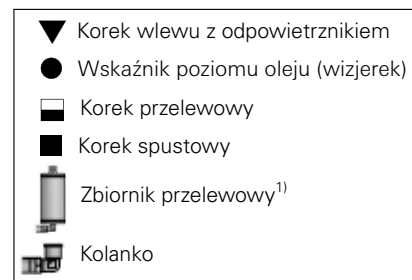 Korek wlewu z odpowietrznikiem
Wskaźnik poziomu oleju (wizjerek)
Korek przelewowy
Korek spustowy
Zbiornik przelewowy1)
Kolanko